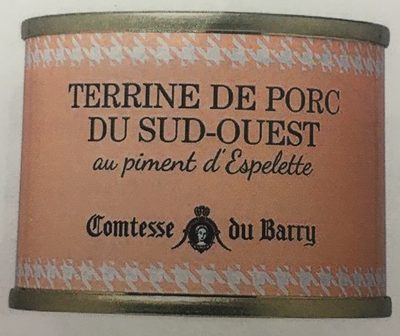 TERRINE DE PORC
DU SUD-OUEST
au piment d'Espelette
Comtesse du Barry